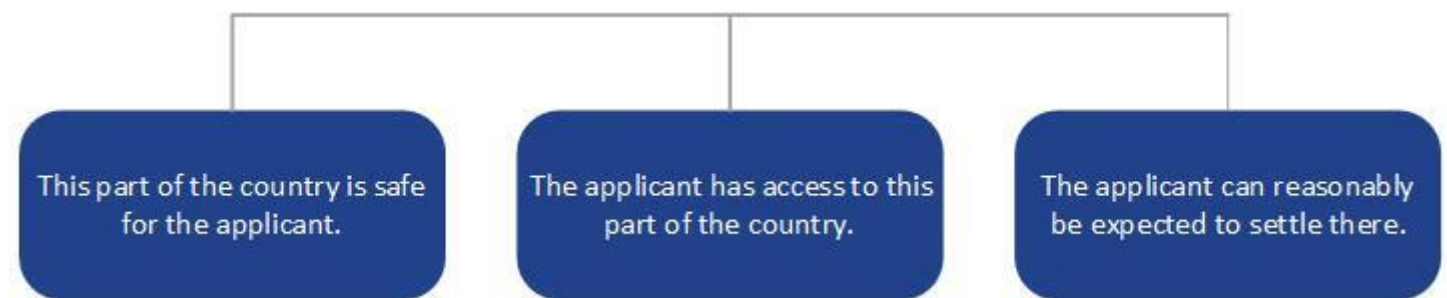 This part of the country is safe
for the applicant.
The applicant has access to this
part of the country.
The applicant can reasonably
be expected to settle there.